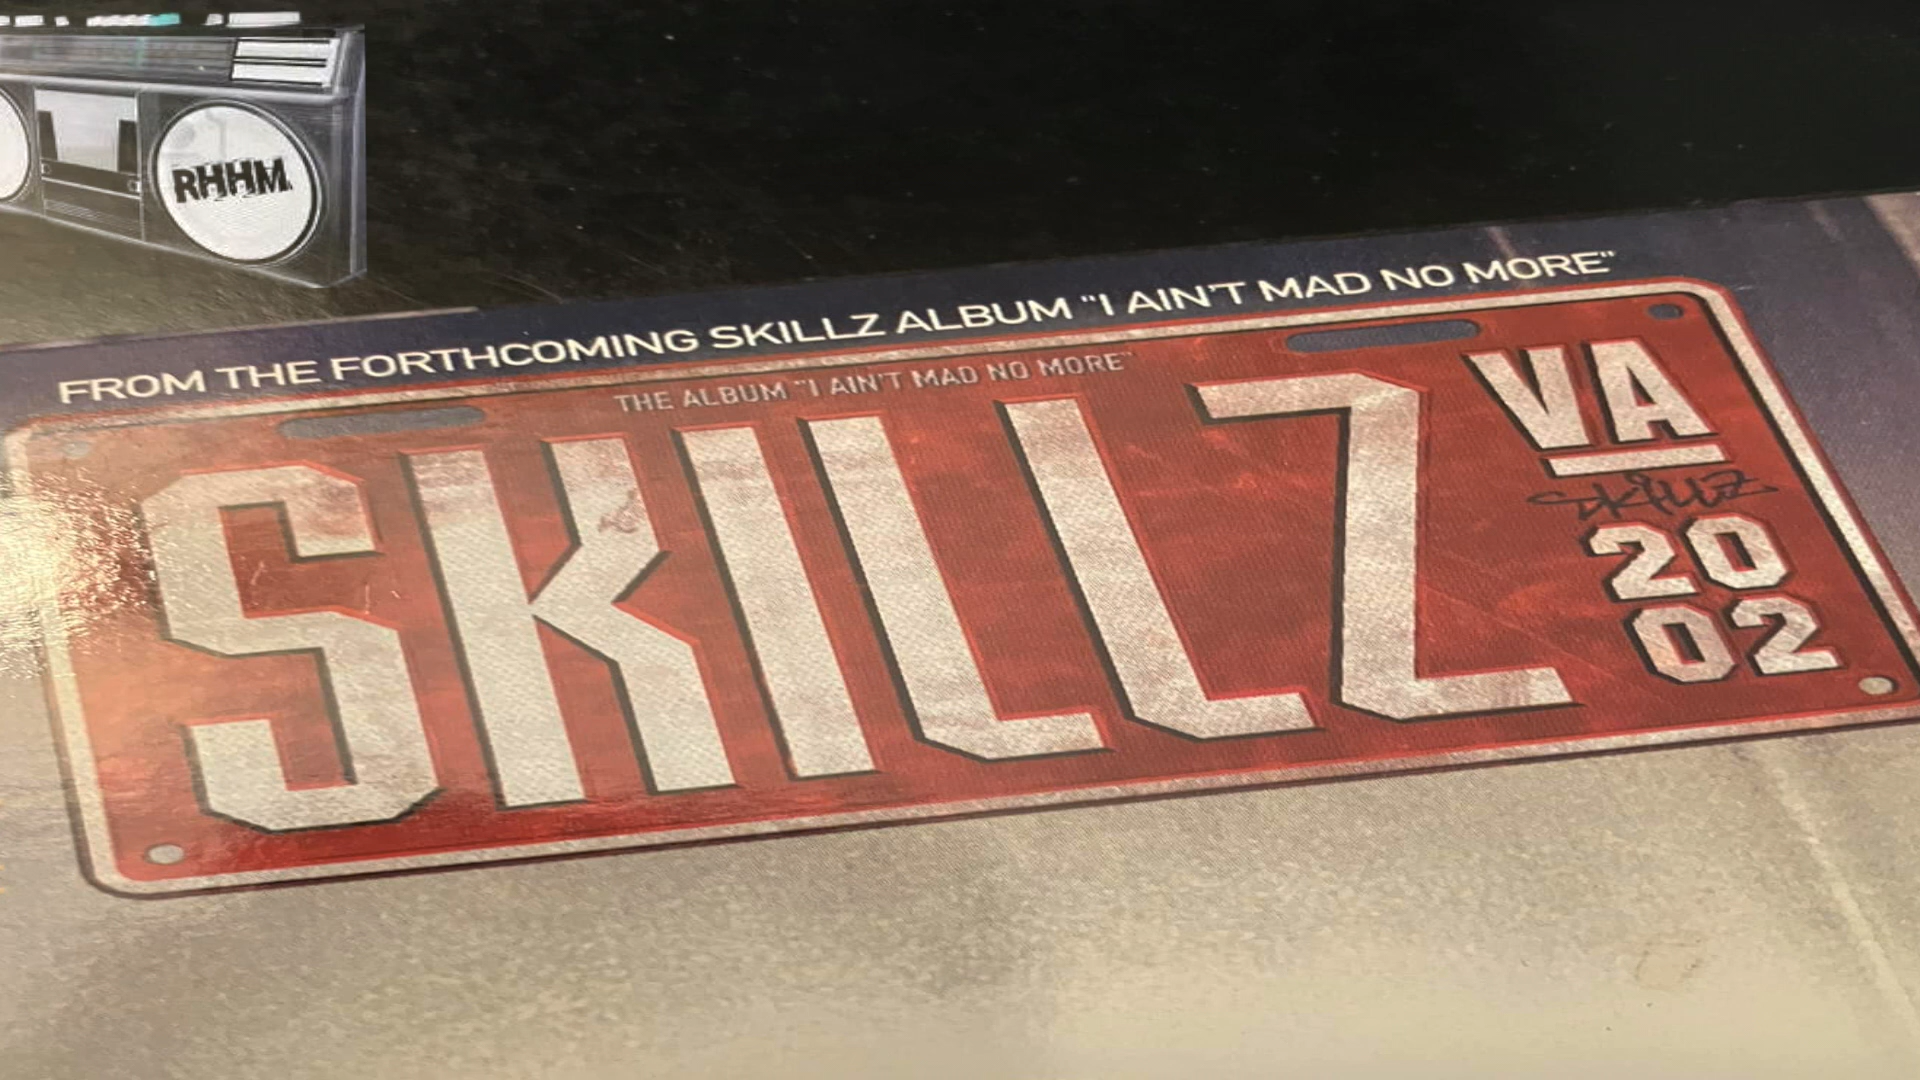 RHHM.
FROM THE FORTHCOMING SKILLZ ALBUM "I AIN'T MAD NO MORE"
THE ALBUM "I AIN'T MAD NO MORE"
SKILLZ
VA
Skillz
20
02